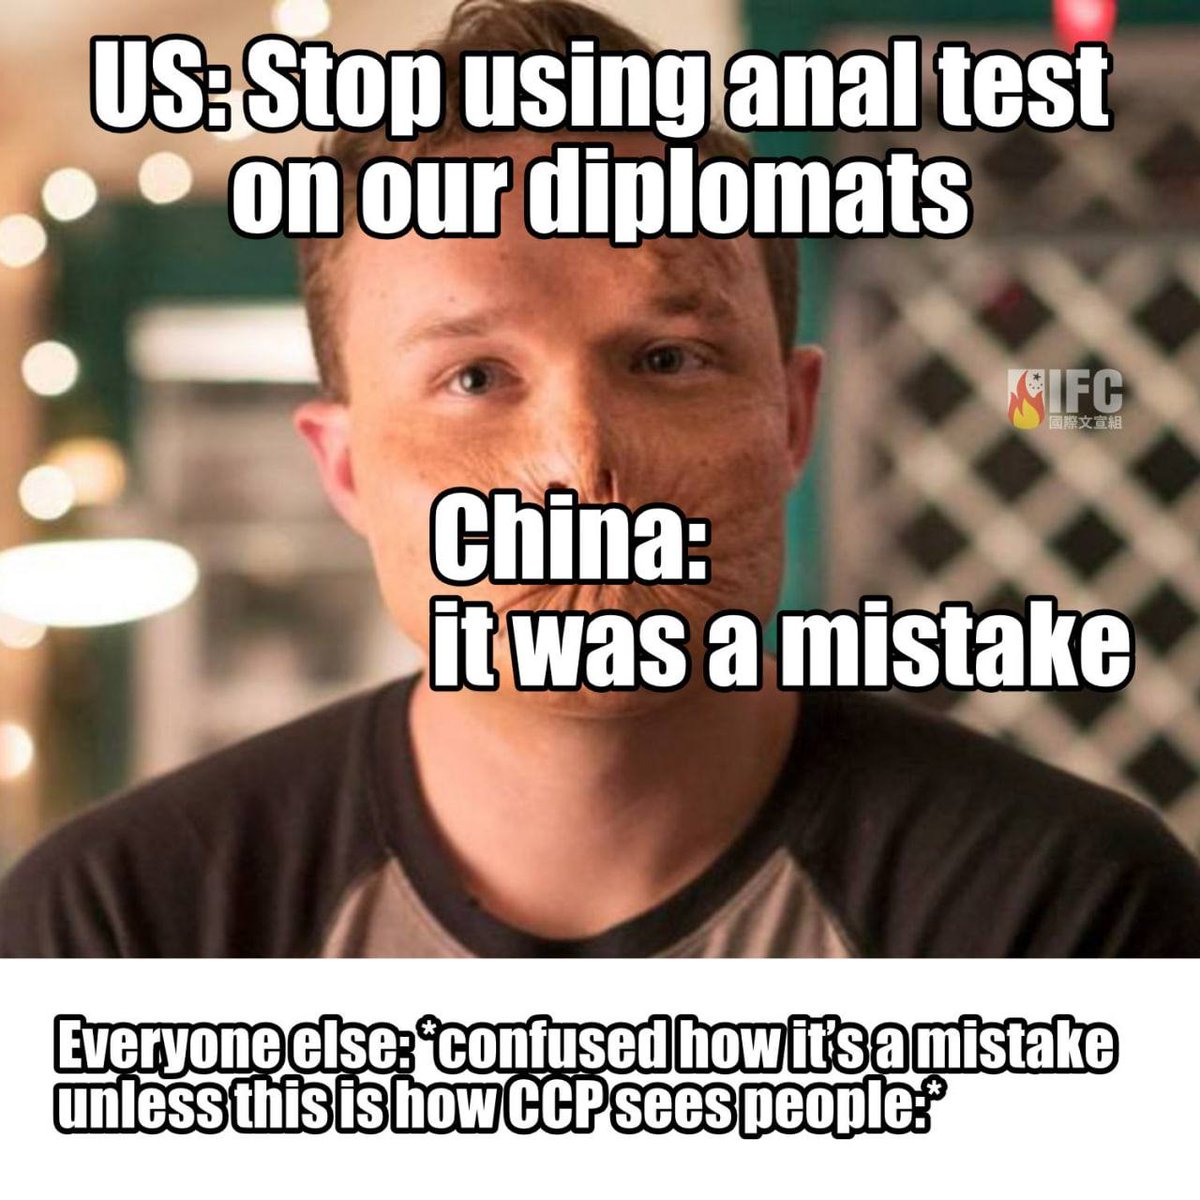 US: Stop using anal test
on our diplomats
IFC
國際文宣組
China:
it was a mistake
Everyone else: *confused how it's a mistake
unless this is how CCP sees people:*